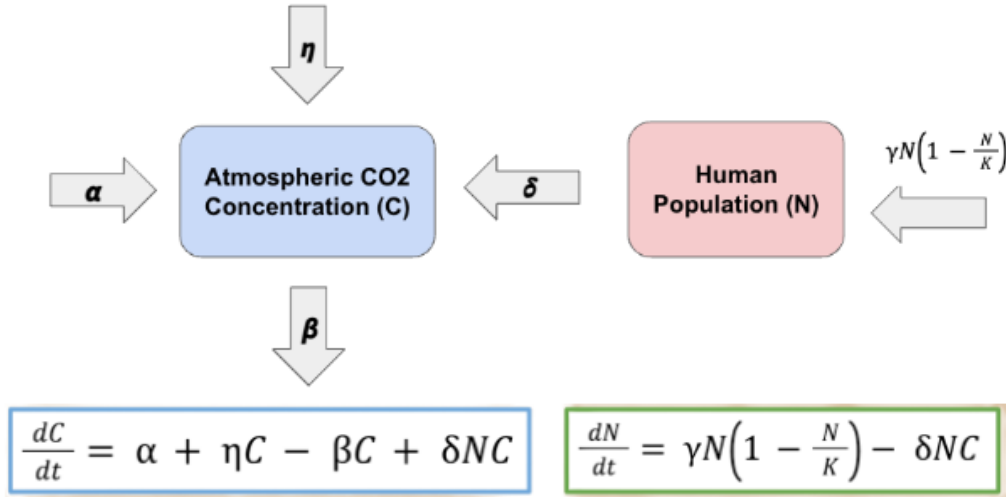 η
α
Atmospheric CO2
Concentration (C)
δ
Human
Population (N)
γN(1 − N/K)
β
dC/dt = α + ηC − βC + δNC
dN/dt = γN(1 − N/K) − δNC